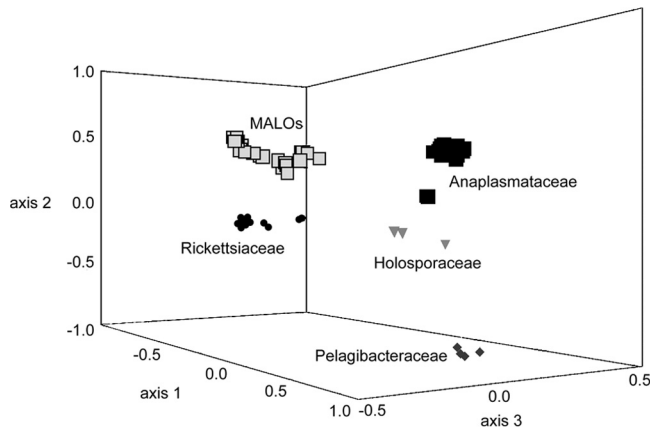 1.0
0.5
MALOs
Anaplasmataceae
axis 2
0.0
Rickettsiaceae
Holosporaceae
-0.5
-1.0
Pelagibacteraceae
-0.5
0.0
0.5
1.0
axis 1
-0.5
0.0
0.5
axis 3